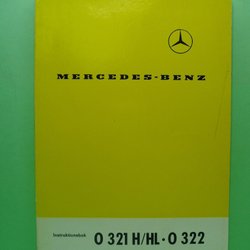 MERCEDES-BENZ
Instruktionsbok O 321 H/HL • O 322